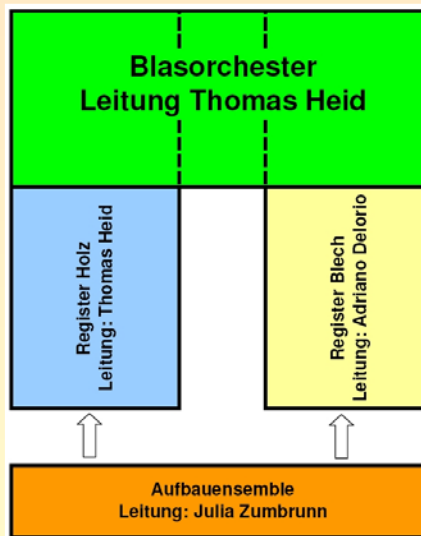 Blasorchester
Leitung Thomas Heid
Register Holz
Leitung: Thomas Heid
Register Blech
Leitung: Adriano Delorio
Aufbauensemble
Leitung: Julia Zumbrunn